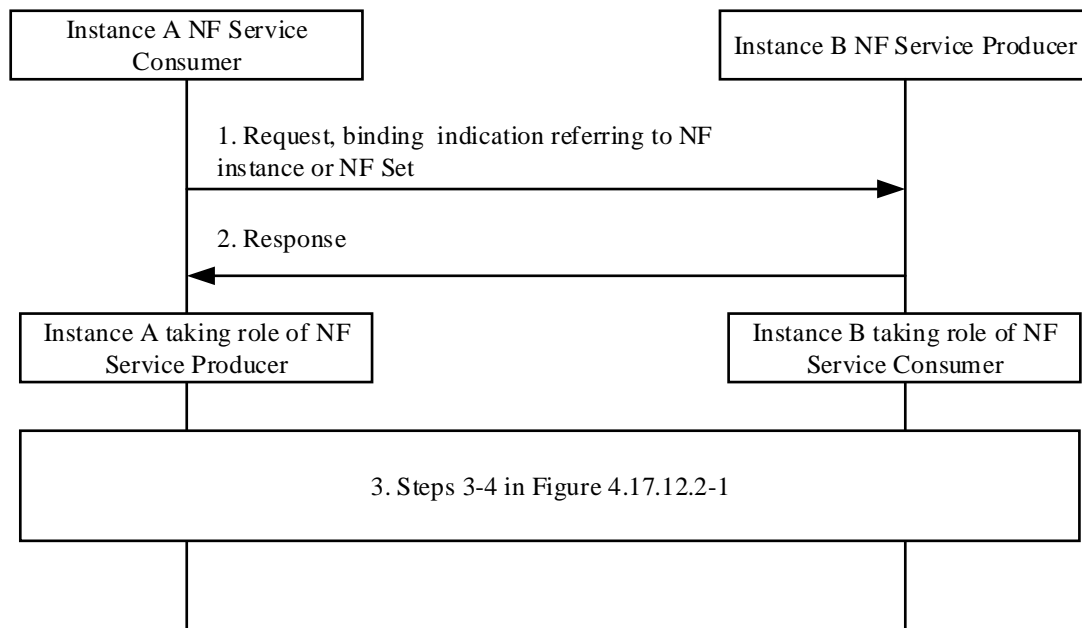 Instance A NF Service
Consumer
Instance B NF Service Producer
1. Request, binding  indication referring to NF
instance or NF Set
2. Response
Instance A taking role of NF
Service Producer
Instance B taking role of NF
Service Consumer
3. Steps 3-4 in Figure 4.17.12.2-1